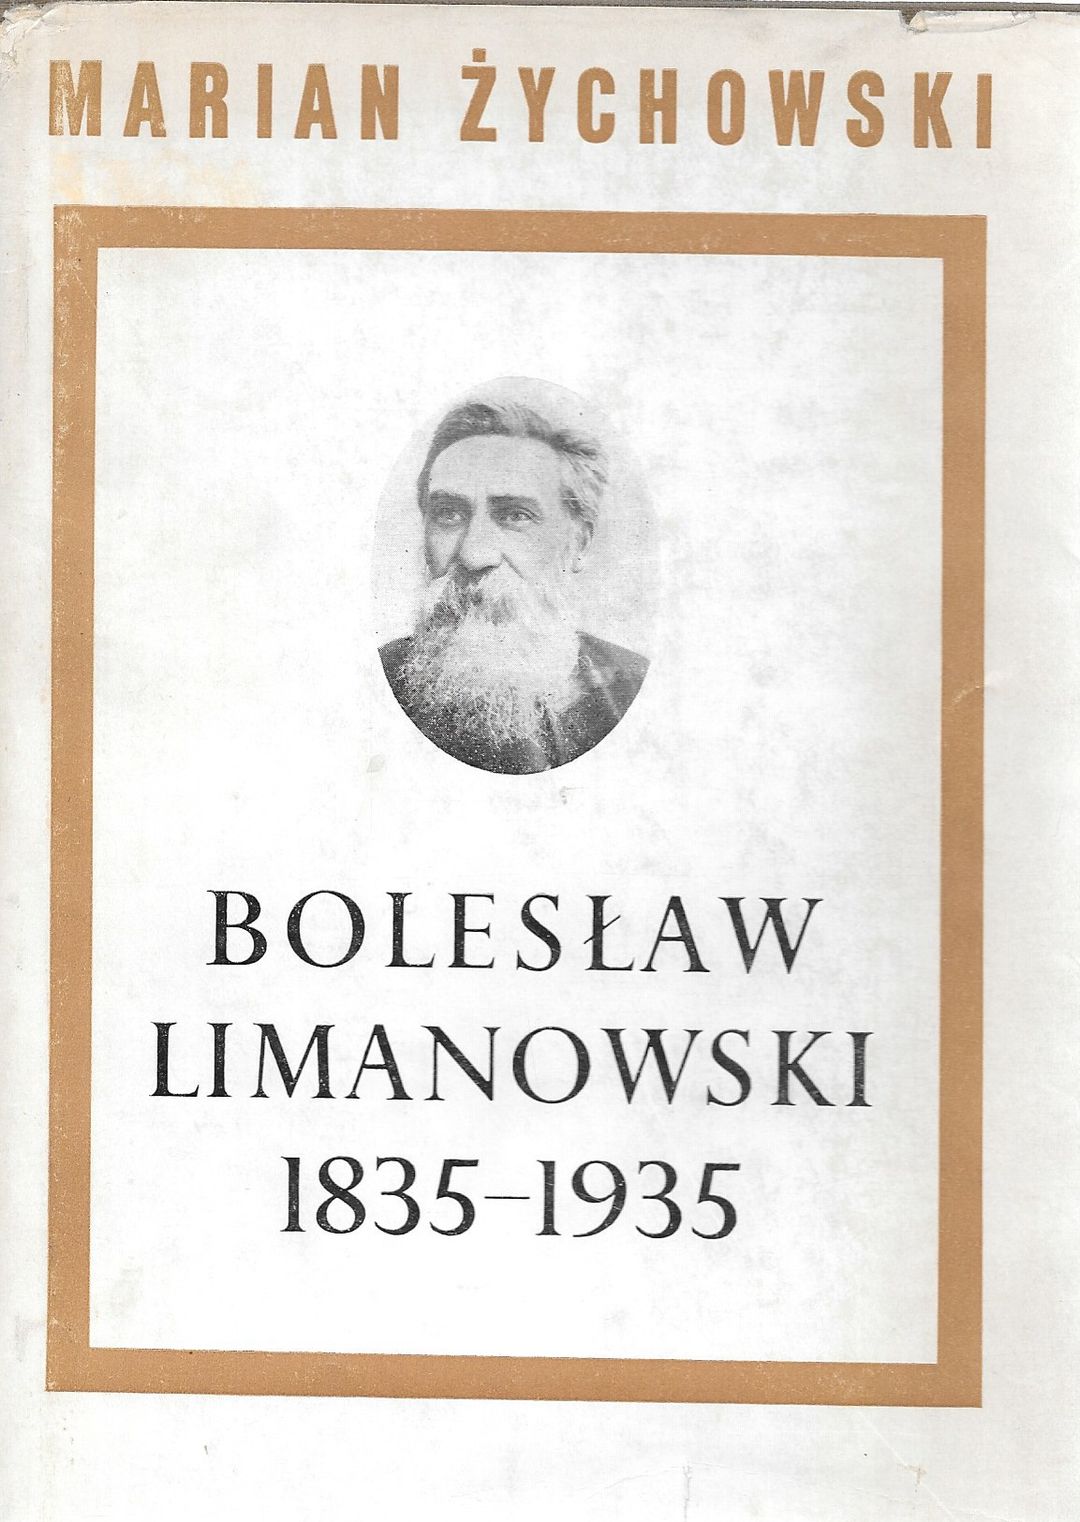 MARIAN ŻYCHOWSKI
BOLESŁAW
LIMANOWSKI
1835–1935